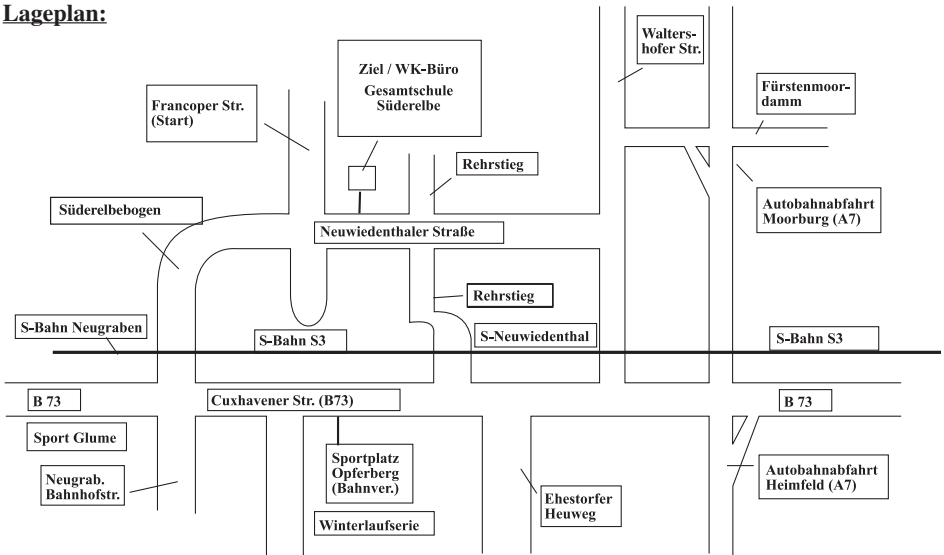 Lageplan:
Walters-
hofer Str.
Ziel / WK-Büro
Gesamtschule
Süderelbe
Francoper Str.
(Start)
Fürstenmoor-
damm
Rehrstieg
Süderelbebogen
Autobahnabfahrt
Moorburg (A7)
Neuwiedenthaler Straße
Rehrstieg
S-Bahn Neugraben
S-Bahn S3
S-Neuwiedenthal
S-Bahn S3
B 73
Cuxhavener Str. (B73)
B 73
Sport Glume
Sportplatz
Opferberg
(Bahnver.)
Neugrab.
Bahnhofstr.
Autobahnabfahrt
Heimfeld (A7)
Ehestorfer
Heuweg
Winterlaufserie